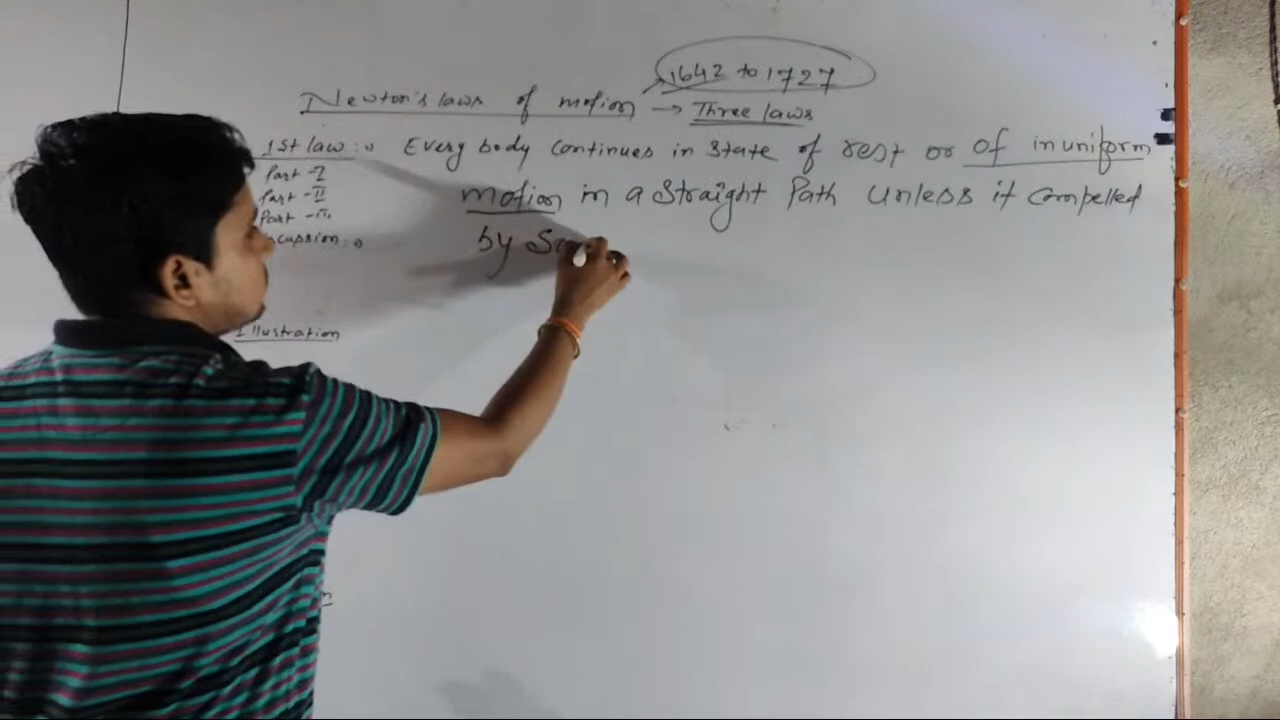 1642 to 1727
Newton's laws of motion → Three laws
1st law :- Every body continues in state of rest or of in uniform
Part - I
Part - II
Part - III
motion in a straight Path unless it compelled
by
Illustration